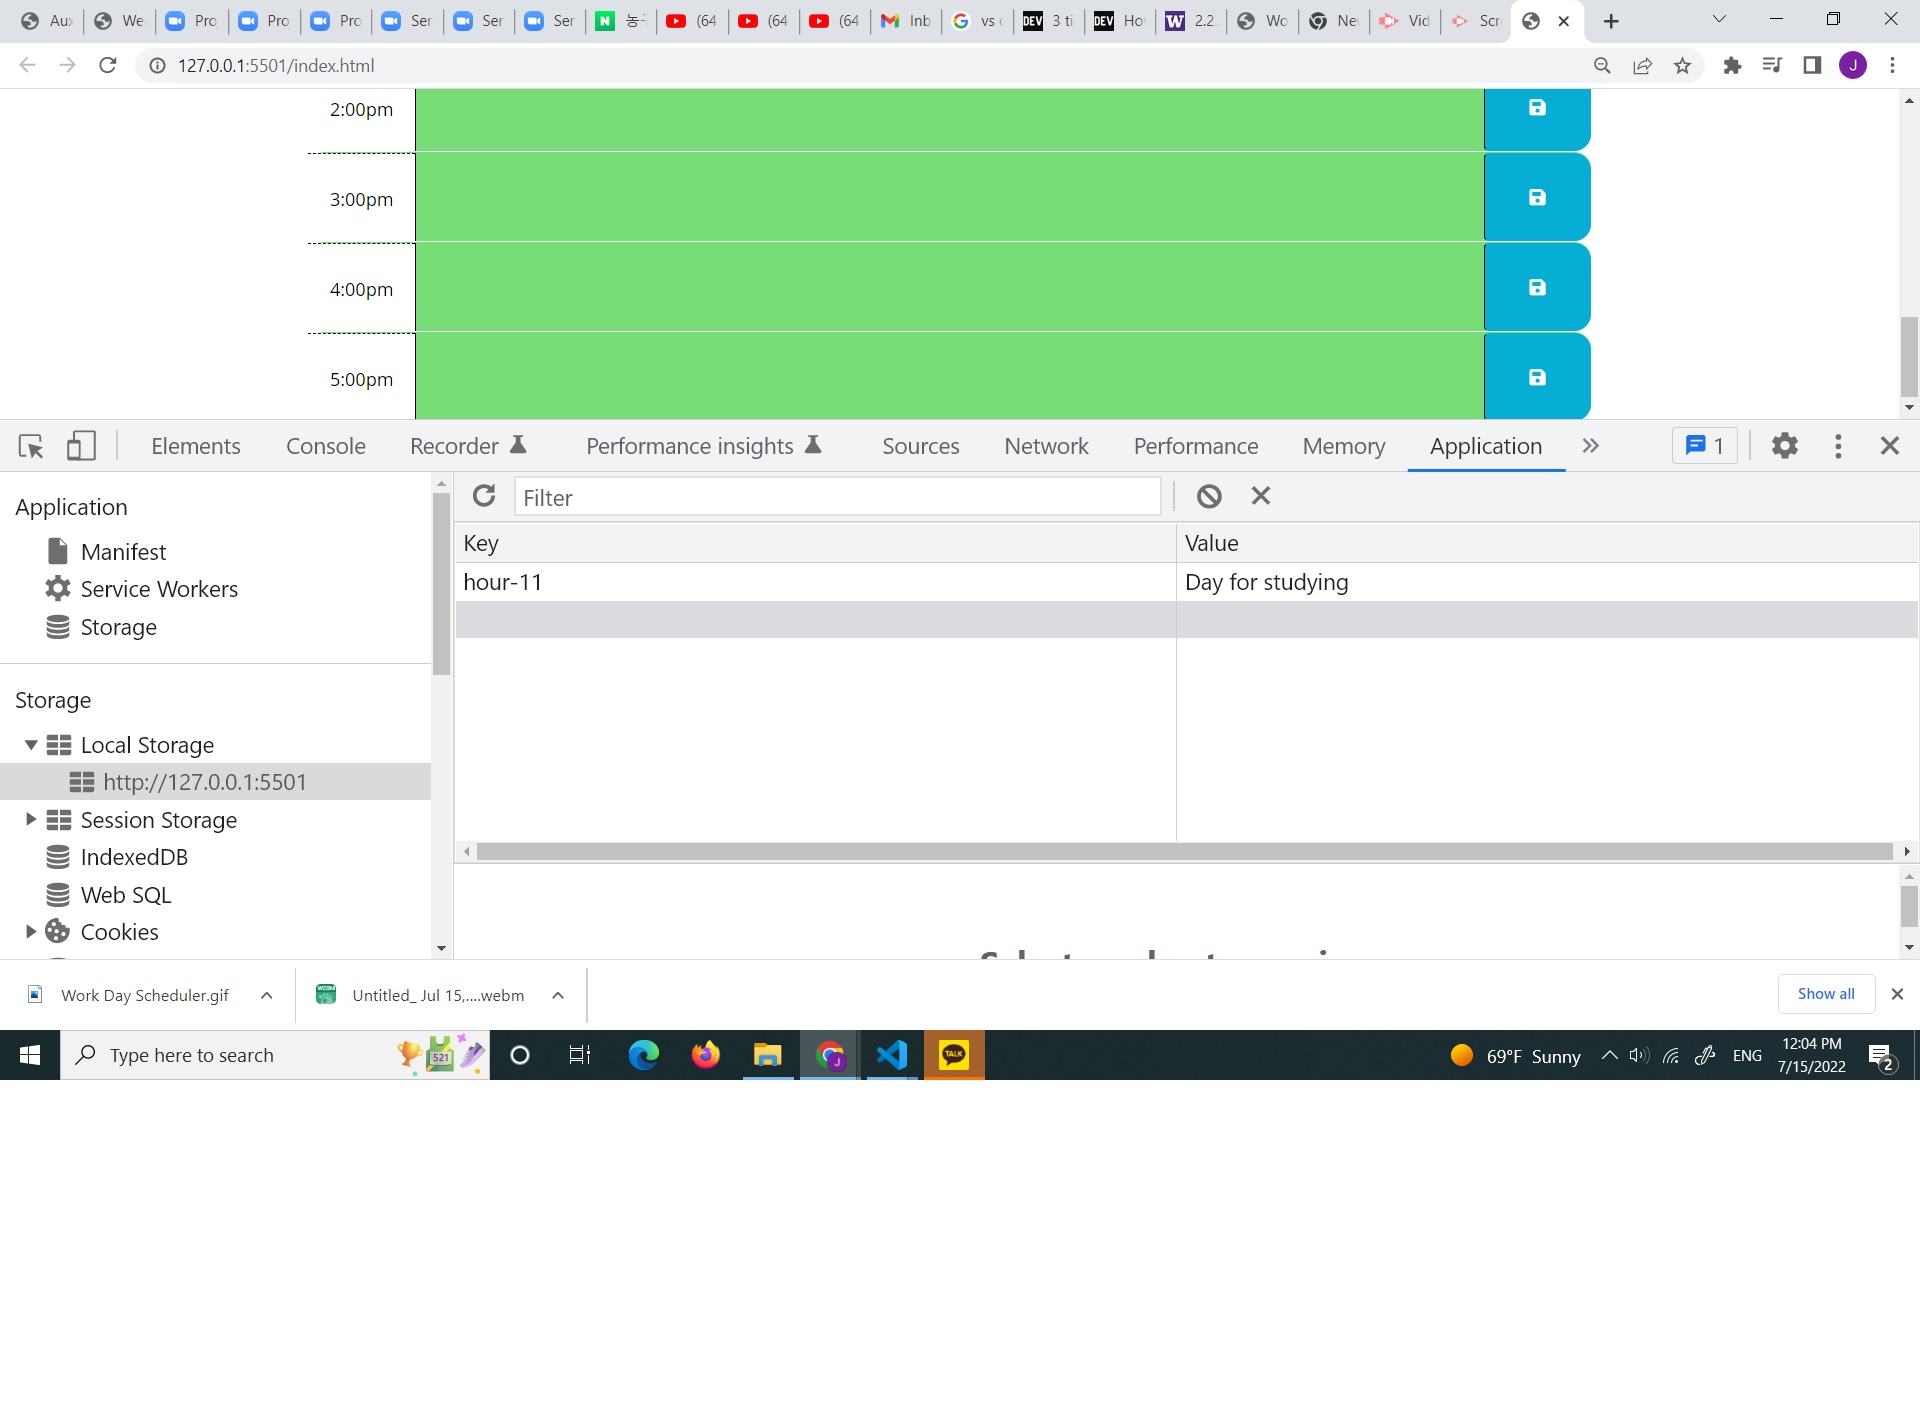 Aux We Pro Pro Pro Ser Ser Ser 농구 (64 (64 (64 Inb vs c 3 ti Ho 2.2 Wo Ne Vid Scr
127.0.0.1:5501/index.html J
2:00pm
3:00pm
4:00pm
5:00pm
Elements Console Recorder Performance insights Sources Network Performance Memory Application 1
Application
Manifest
Service Workers
Storage
Storage
Local Storage
http://127.0.0.1:5501
Session Storage
IndexedDB
Web SQL
Cookies
Filter
Key Value
hour-11 Day for studying
Work Day Scheduler.gif Untitled_ Jul 15,....webm Show all
Type here to search 521 TALK 69°F Sunny ENG 12:04 PM
7/15/2022 2